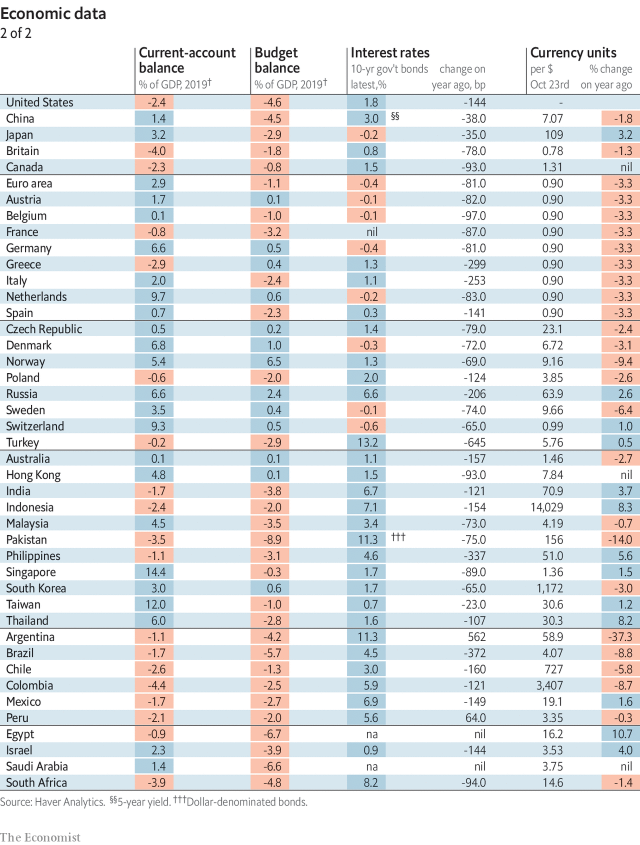 Economic data
2 of 2
Current-account Budget Interest rates Currency units
balance balance 10-yr gov't bonds change on per $ % change
% of GDP, 2019† % of GDP, 2019† latest,% year ago, bp Oct 23rd on year ago
United States -2.4 -4.6 1.8 -144 -
China 1.4 -4.5 3.0 §§ -38.0 7.07 -1.8
Japan 3.2 -2.9 -0.2 -35.0 109 3.2
Britain -4.0 -1.8 0.8 -78.0 0.78 -1.3
Canada -2.3 -0.8 1.5 -93.0 1.31 nil
Euro area 2.9 -1.1 -0.4 -81.0 0.90 -3.3
Austria 1.7 0.1 -0.1 -82.0 0.90 -3.3
Belgium 0.1 -1.0 -0.1 -97.0 0.90 -3.3
France -0.8 -3.2 nil -87.0 0.90 -3.3
Germany 6.6 0.5 -0.4 -81.0 0.90 -3.3
Greece -2.9 0.4 1.3 -299 0.90 -3.3
Italy 2.0 -2.4 1.1 -253 0.90 -3.3
Netherlands 9.7 0.6 -0.2 -83.0 0.90 -3.3
Spain 0.7 -2.3 0.3 -141 0.90 -3.3
Czech Republic 0.5 0.2 1.4 -79.0 23.1 -2.4
Denmark 6.8 1.0 -0.3 -72.0 6.72 -3.1
Norway 5.4 6.5 1.3 -69.0 9.16 -9.4
Poland -0.6 -2.0 2.0 -124 3.85 -2.6
Russia 6.6 2.4 6.6 -206 63.9 2.6
Sweden 3.5 0.4 -0.1 -74.0 9.66 -6.4
Switzerland 9.3 0.5 -0.6 -65.0 0.99 1.0
Turkey -0.2 -2.9 13.2 -645 5.76 0.5
Australia 0.1 0.1 1.1 -157 1.46 -2.7
Hong Kong 4.8 0.1 1.5 -93.0 7.84 nil
India -1.7 -3.8 6.7 -121 70.9 3.7
Indonesia -2.4 -2.0 7.1 -154 14,029 8.3
Malaysia 4.5 -3.5 3.4 -73.0 4.19 -0.7
Pakistan -3.5 -8.9 11.3 ††† -75.0 156 -14.0
Philippines -1.1 -3.1 4.6 -337 51.0 5.6
Singapore 14.4 -0.3 1.7 -89.0 1.36 1.5
South Korea 3.0 0.6 1.7 -65.0 1,172 -3.0
Taiwan 12.0 -1.0 0.7 -23.0 30.6 1.2
Thailand 6.0 -2.8 1.6 -107 30.3 8.2
Argentina -1.1 -4.2 11.3 562 58.9 -37.3
Brazil -1.7 -5.7 4.5 -372 4.07 -8.8
Chile -2.6 -1.3 3.0 -160 727 -5.8
Colombia -4.4 -2.5 5.9 -121 3,407 -8.7
Mexico -1.7 -2.7 6.9 -149 19.1 1.6
Peru -2.1 -2.0 5.6 64.0 3.35 -0.3
Egypt -0.9 -6.7 na nil 16.2 10.7
Israel 2.3 -3.9 0.9 -144 3.53 4.0
Saudi Arabia 1.4 -6.6 na nil 3.75 nil
South Africa -3.9 -4.8 8.2 -94.0 14.6 -1.4
Source: Haver Analytics. §§5-year yield. †††Dollar-denominated bonds.
The Economist